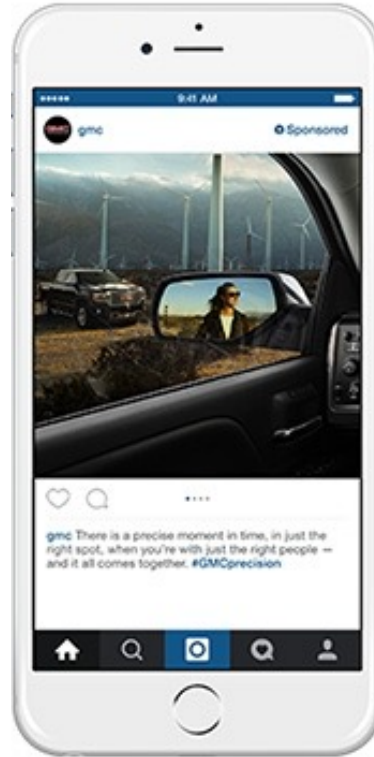 9:41 AM
GMC
gmc
Sponsored
gmc There is a precise moment in time, in just the
right spot, when you're with just the right people —
and it all comes together. #GMCprecision